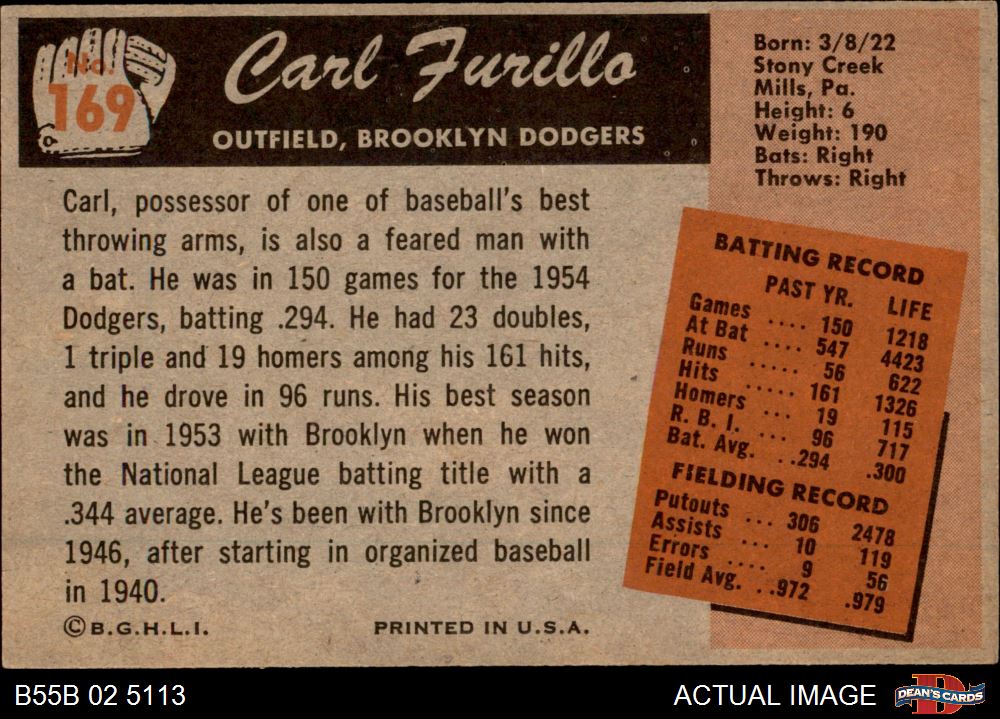 No.
169
Carl Furillo
OUTFIELD, BROOKLYN DODGERS
Born: 3/8/22
Stony Creek
Mills, Pa.
Height: 6
Weight: 190
Bats: Right
Throws: Right
Carl, possessor of one of baseball's best
throwing arms, is also a feared man with
a bat. He was in 150 games for the 1954
Dodgers, batting .294. He had 23 doubles,
1 triple and 19 homers among his 161 hits,
and he drove in 96 runs. His best season
was in 1953 with Brooklyn when he won
the National League batting title with a
.344 average. He's been with Brooklyn since
1946, after starting in organized baseball
in 1940.
© B.G.H.L.I. PRINTED IN U.S.A.
BATTING RECORD
PAST YR. LIFE
Games .... 150 1218
At Bat .... 547 4423
Runs ..... 56 622
Hits ..... 161 1326
Homers ... 19 115
R. B. I. ... 96 717
Bat. Avg. ..294 .300
FIELDING RECORD
Putouts ... 306 2478
Assists ... 10 119
Errors .... 9 56
Field Avg. ..972 .979
B55B 02 5113 ACTUAL IMAGE DEAN'S CARDS